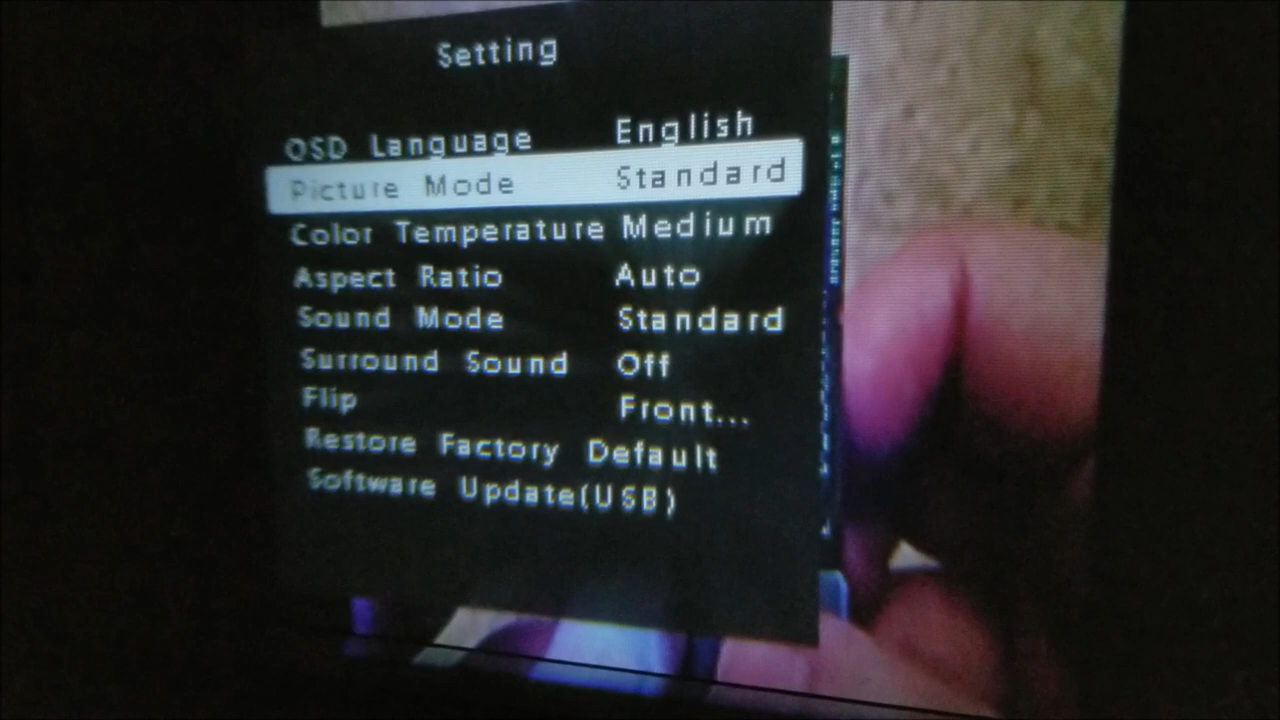 Setting
OSD Language English
Picture Mode Standard
Color Temperature Medium
Aspect Ratio Auto
Sound Mode Standard
Surround Sound Off
Flip Front...
Restore Factory Default
Software Update(USB)